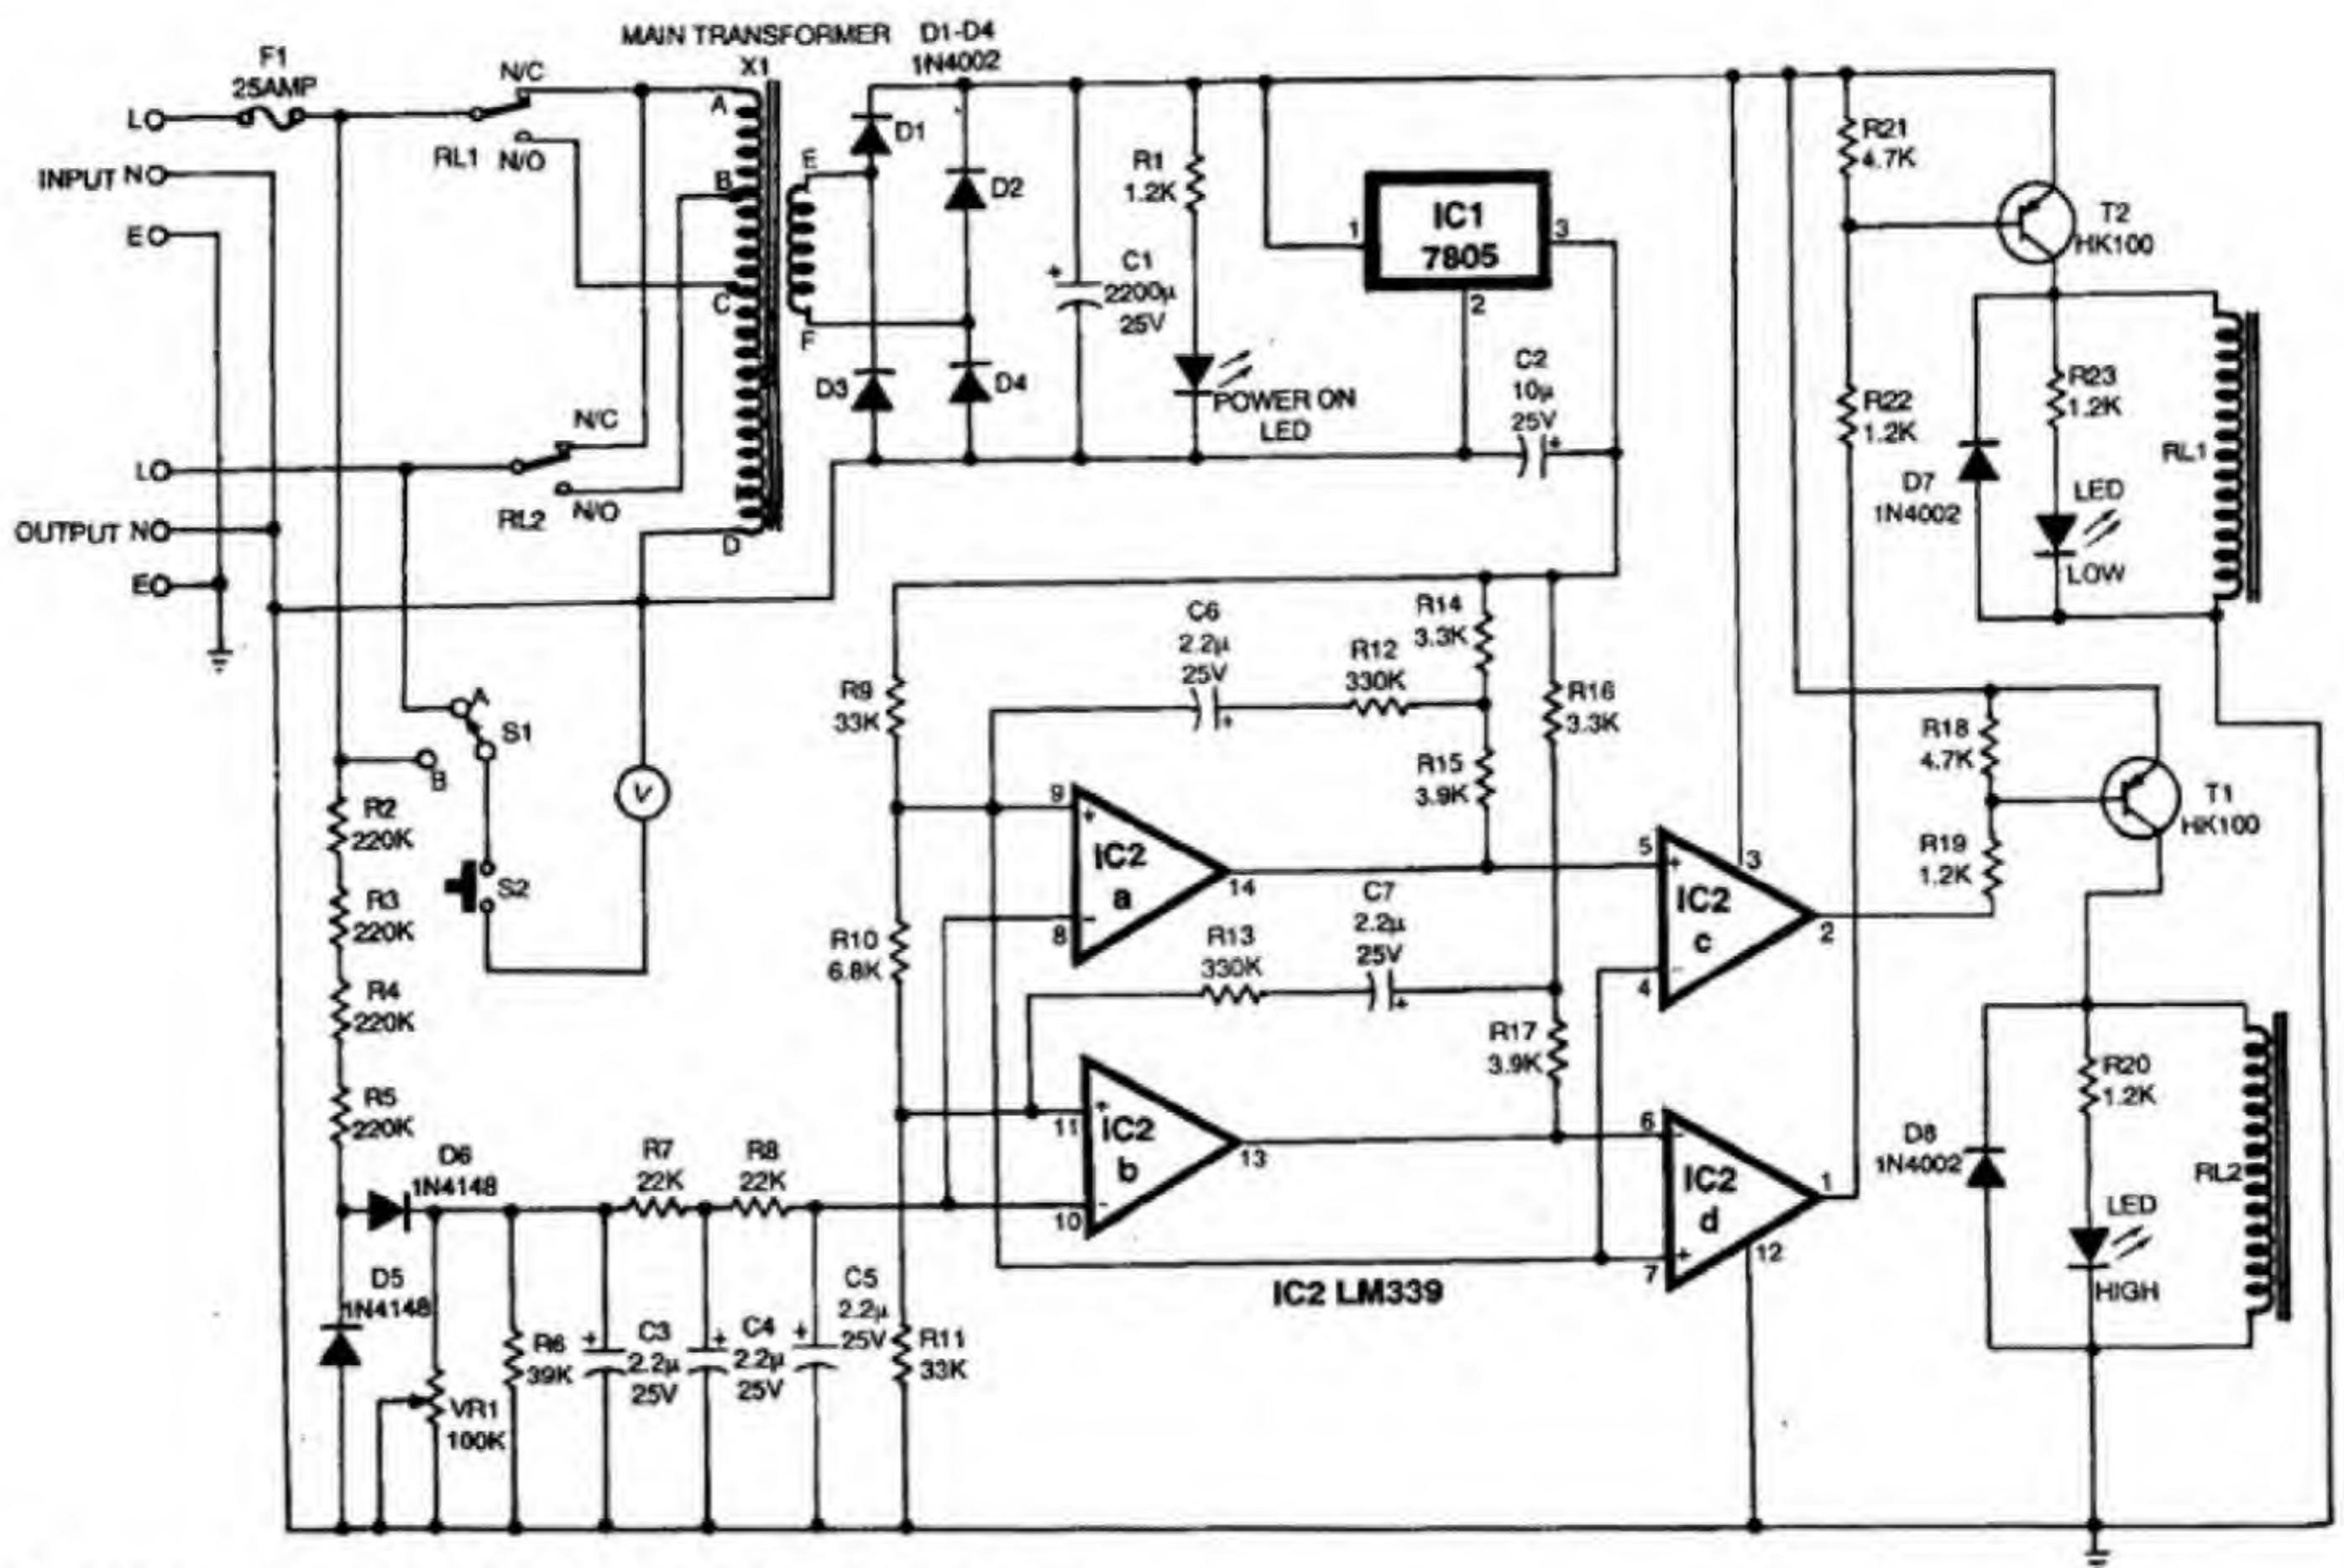 MAIN TRANSFORMER
X1
D1-D4
1N4002
F1
25AMP
N/C
A
LO
RL1
N/O
D1
E
INPUT NO
B
D2
R1
1.2K
IC1
7805
1
3
2
R21
4.7K
T2
HK100
EO
C
F
C1
2200µ
25V
+
D3
D4
POWER ON
LED
C2
10µ
25V
+
R22
1.2K
R23
1.2K
RL1
D7
1N4002
LED
LOW
N/C
LO
RL2
N/O
D
OUTPUT NO
EO
C6
2.2µ
25V
+
R12
330K
R14
3.3K
R9
33K
R16
3.3K
R15
3.9K
A
S1
B
V
S2
R18
4.7K
T1
HK100
R19
1.2K
R2
220K
R3
220K
R4
220K
R5
220K
9
+
IC2
a
8
-
14
5
+
IC2
c
3
4
-
2
R10
6.8K
R13
330K
C7
2.2µ
25V
+
R17
3.9K
11
+
IC2
b
10
-
13
6
-
IC2
d
1
7
+
12
IC2 LM339
D6
1N4148
R7
22K
R8
22K
D5
1N4148
VR1
100K
R6
39K
+
C3
2.2µ
25V
+
C4
2.2µ
25V
+
C5
2.2µ
25V
R11
33K
R20
1.2K
D8
1N4002
RL2
LED
HIGH